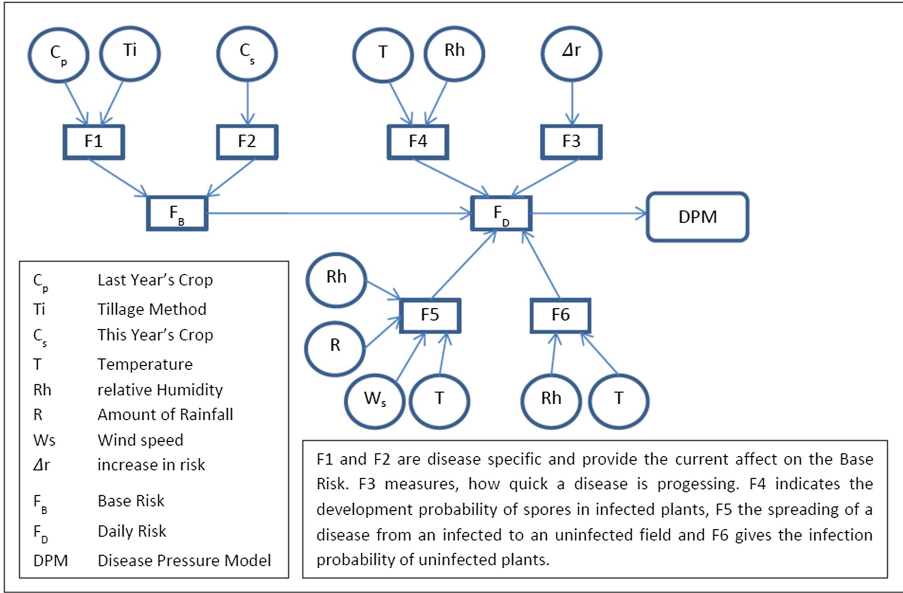 Cp Ti Cs T Rh Δr
F1 F2 F4 F3
FB FD DPM
Rh F5 F6
R
Ws T Rh T
Cp Last Year's Crop
Ti Tillage Method
Cs This Year's Crop
T Temperature
Rh relative Humidity
R Amount of Rainfall
Ws Wind speed
Δr increase in risk
FB Base Risk
FD Daily Risk
DPM Disease Pressure Model
F1 and F2 are disease specific and provide the current affect on the Base
Risk. F3 measures, how quick a disease is progessing. F4 indicates the
development probability of spores in infected plants, F5 the spreading of a
disease from an infected to an uninfected field and F6 gives the infection
probability of uninfected plants.